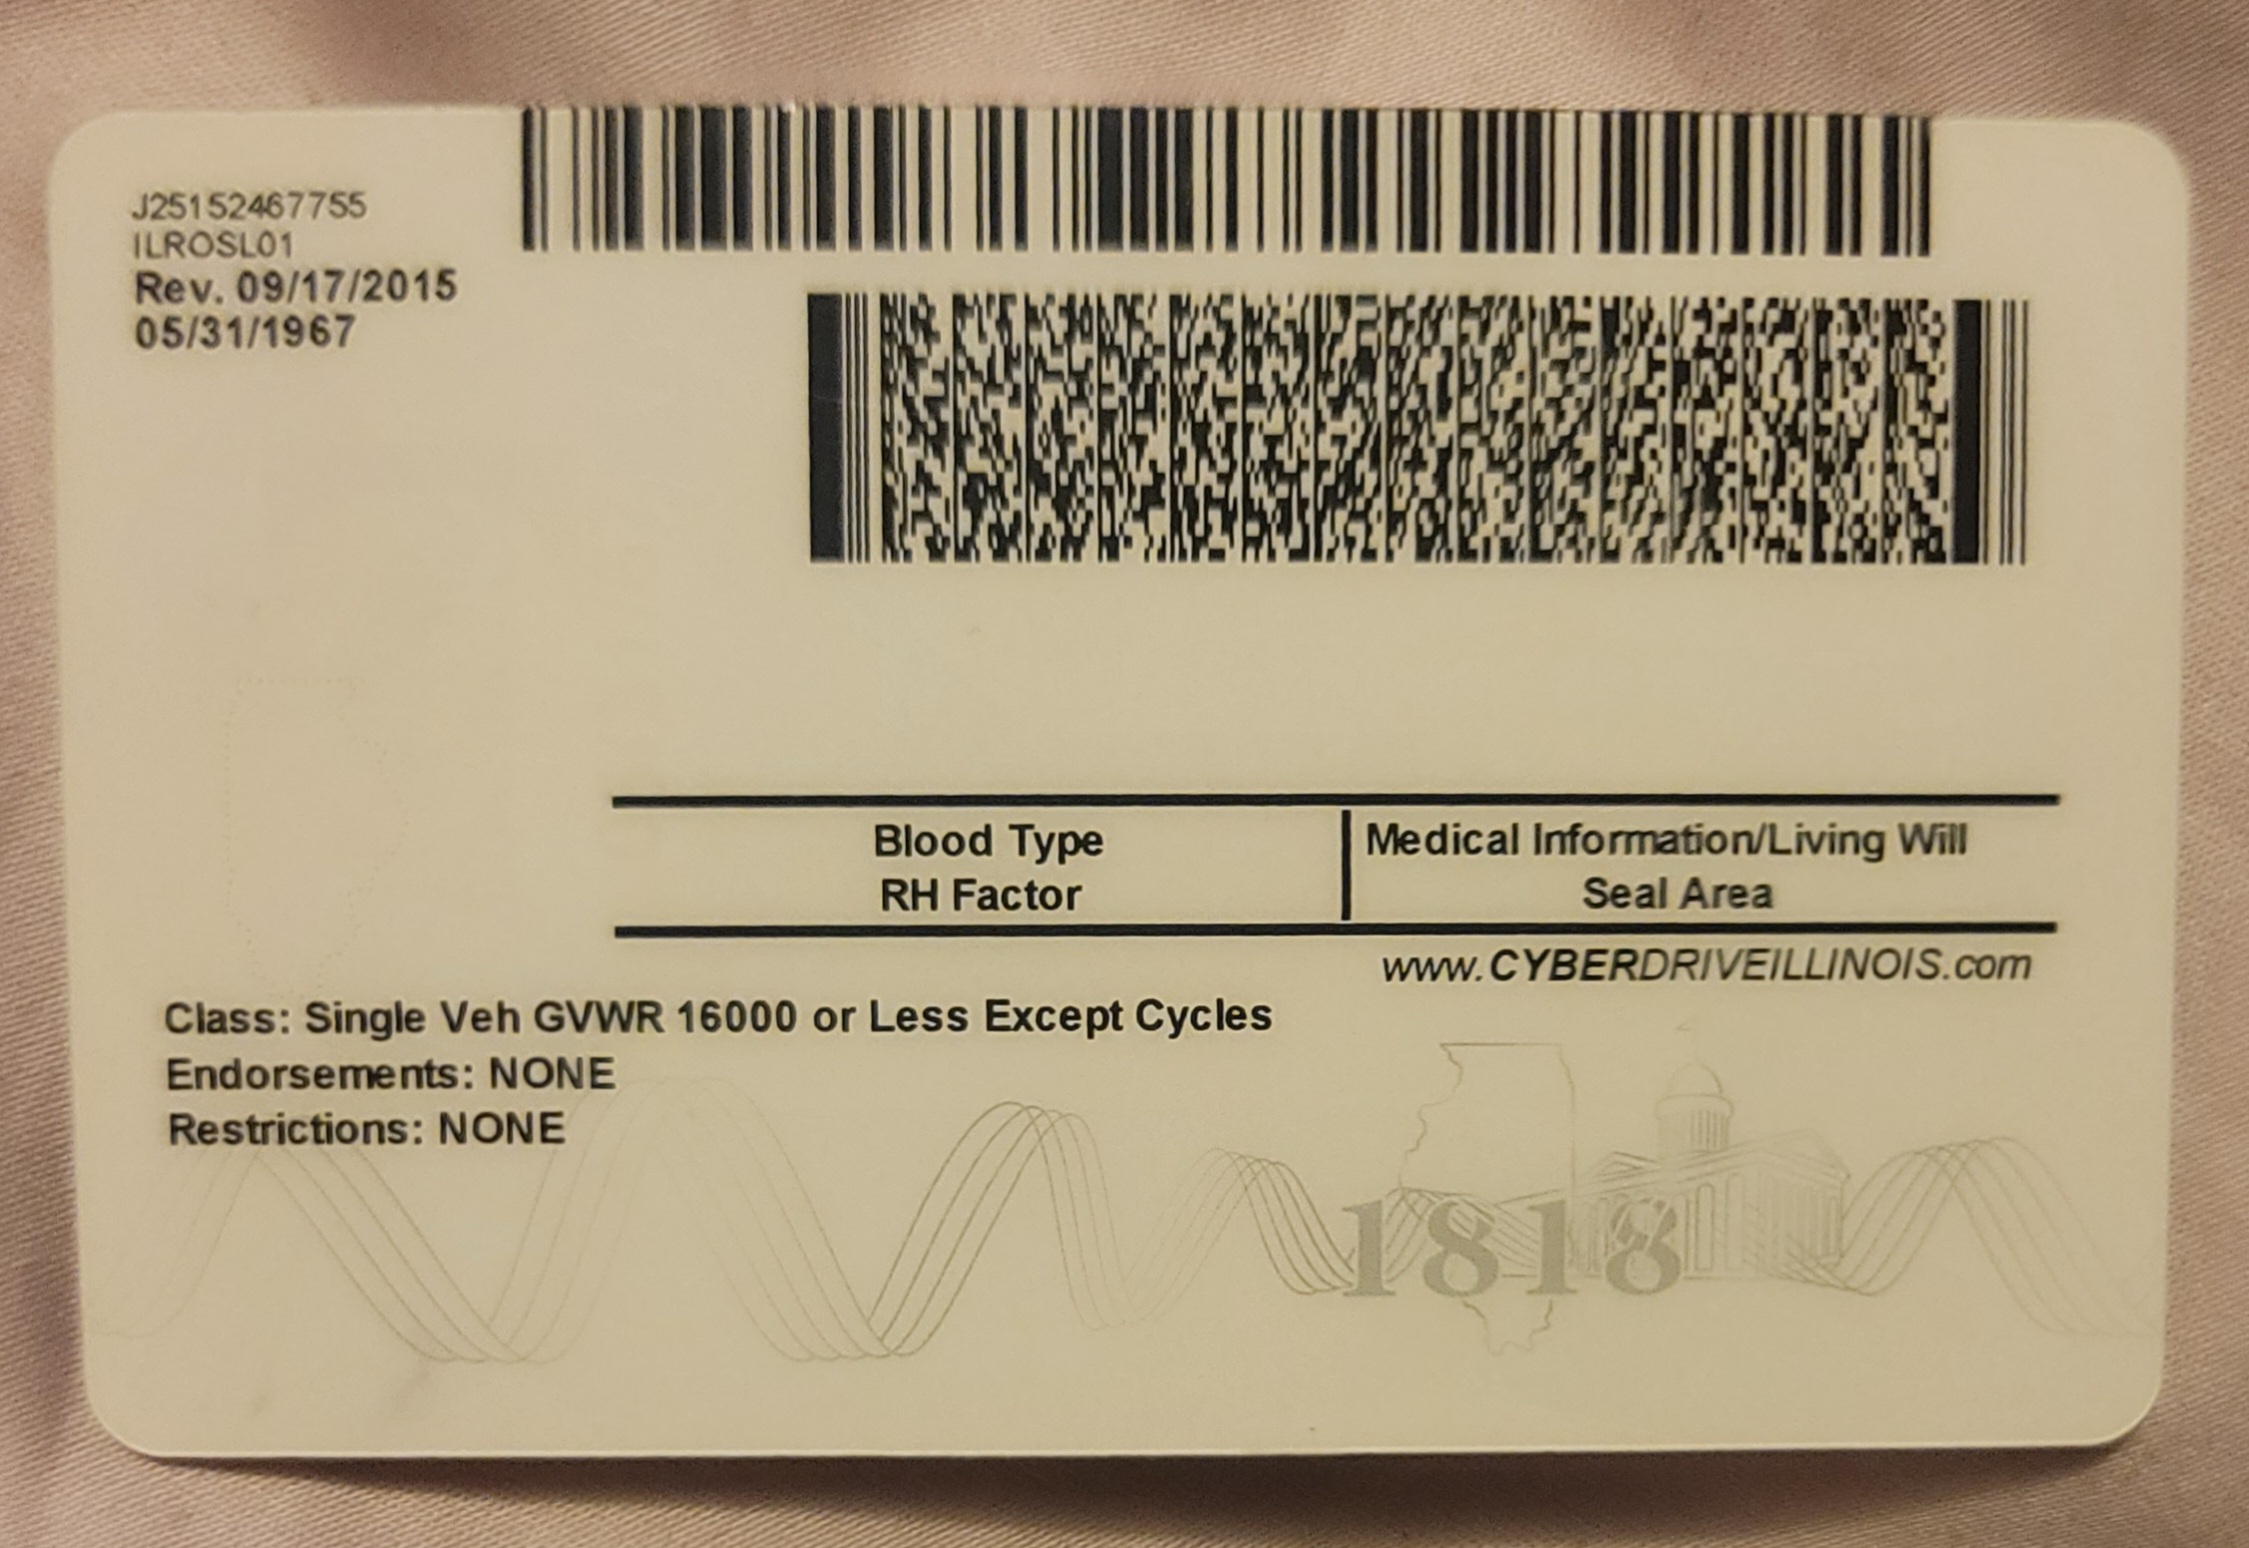 J25152467755
ILROSL01
Rev. 09/17/2015
05/31/1967
Blood Type
RH Factor
Medical Information/Living Will
Seal Area
www.CYBERDRIVEILLINOIS.com
Class: Single Veh GVWR 16000 or Less Except Cycles
Endorsements: NONE
Restrictions: NONE
1818